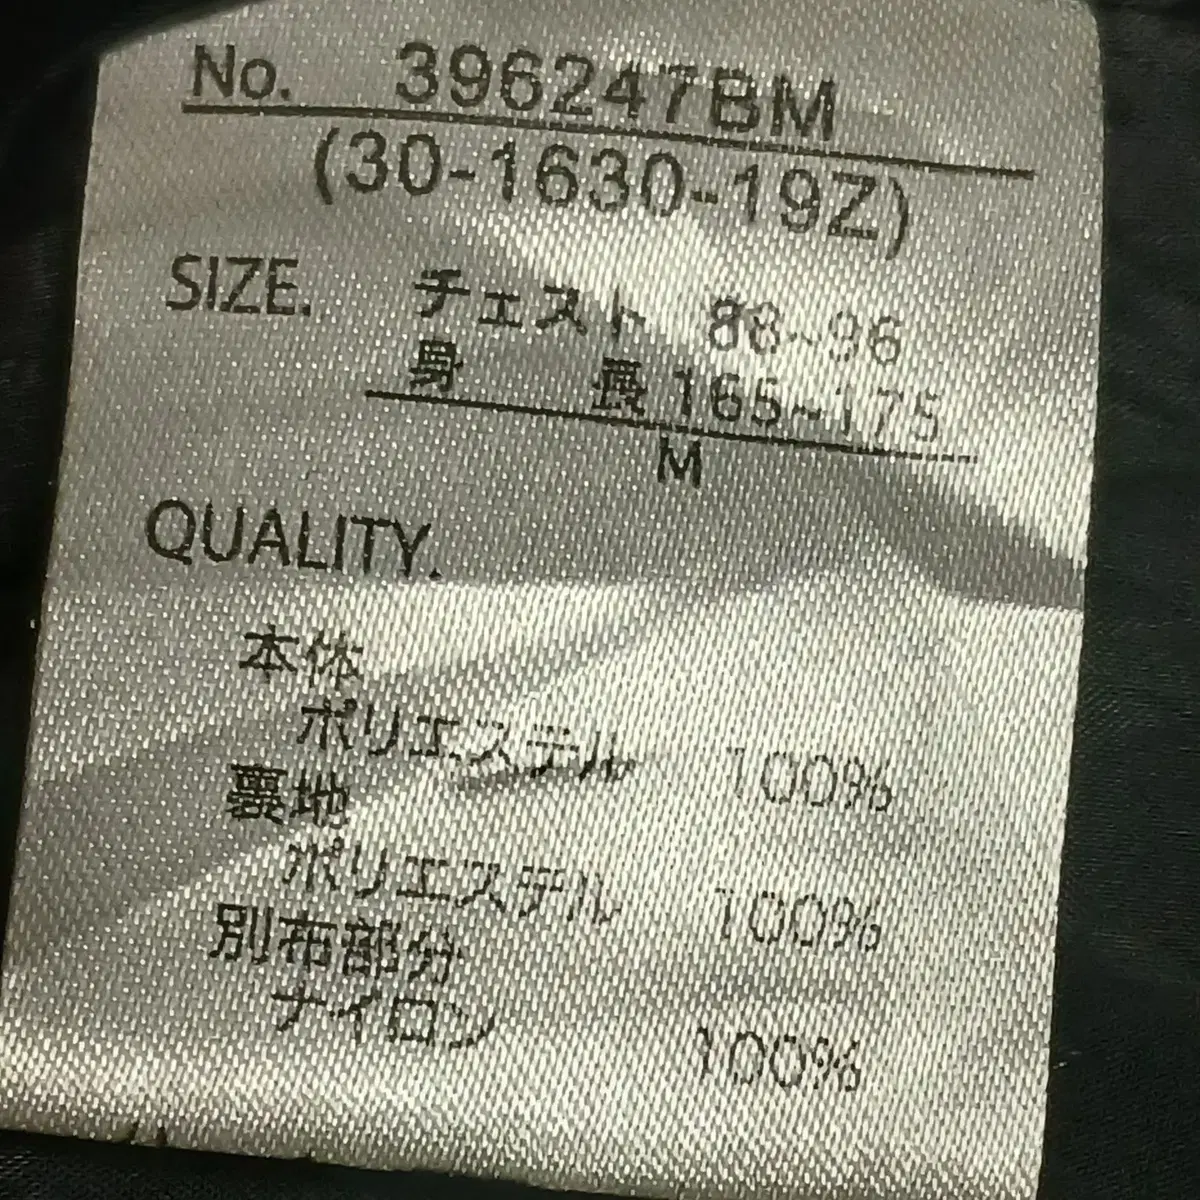 No. 396247BM
(30-1630-19Z)
SIZE. チェスト 88~96
身 長 165~175
M
QUALITY.
本体
ポリエステル 100%
裏地
ポリエステル 100%
別布部分
ナイロン 100%